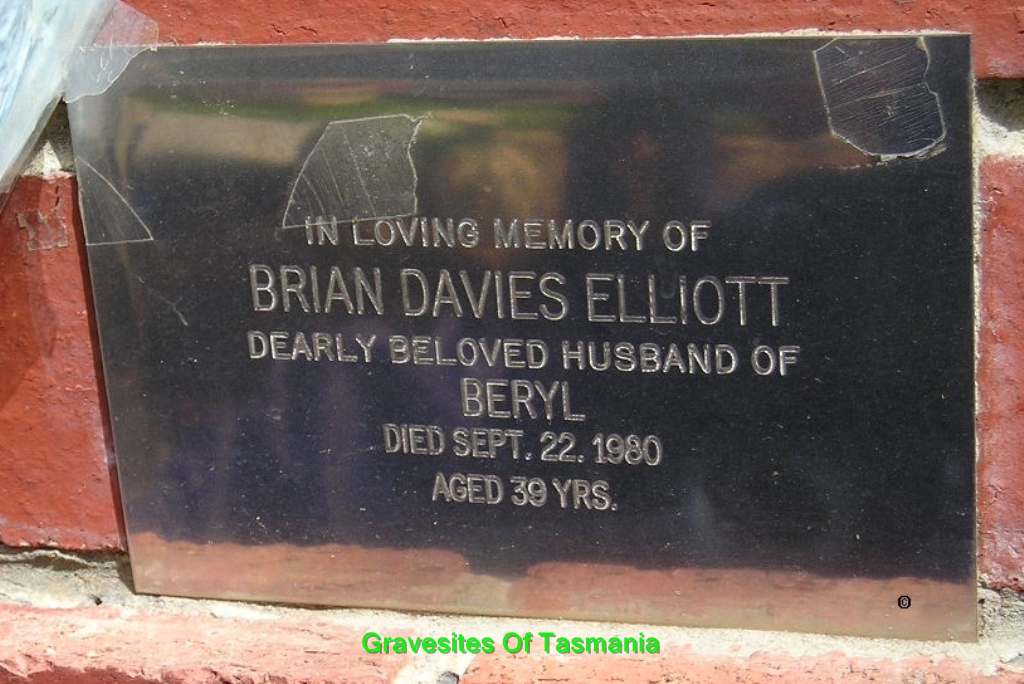 IN LOVING MEMORY OF
BRIAN DAVIES ELLIOTT
DEARLY BELOVED HUSBAND OF
BERYL
DIED SEPT. 22. 1980
AGED 39 YRS.
©
Gravesites Of Tasmania